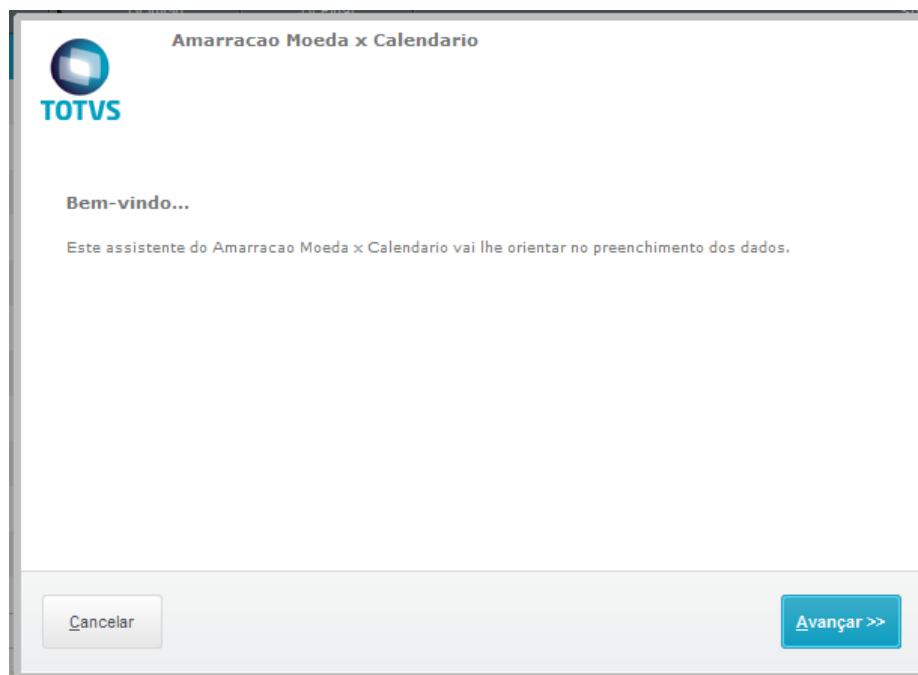 Amarracao Moeda x Calendario
TOTVS
Bem-vindo...
Este assistente do Amarracao Moeda x Calendario vai lhe orientar no preenchimento dos dados.
Cancelar
Avançar >>